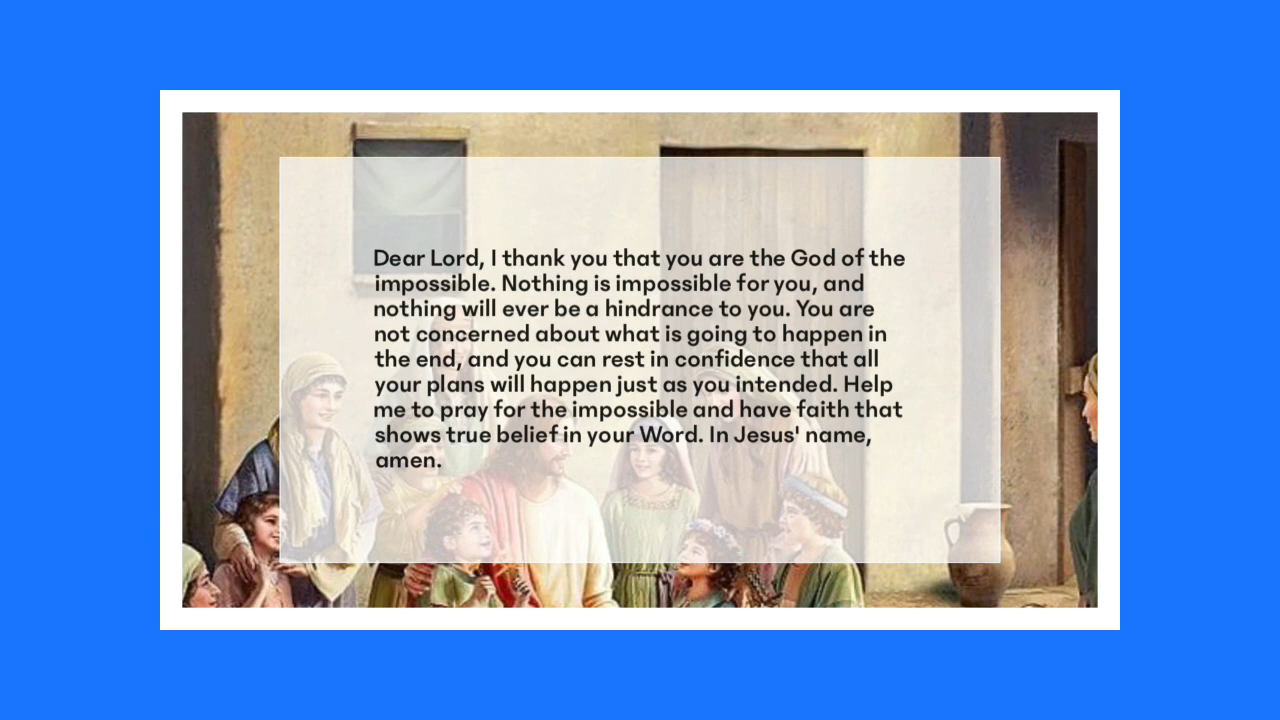 Dear Lord, I thank you that you are the God of the
impossible. Nothing is impossible for you, and
nothing will ever be a hindrance to you. You are
not concerned about what is going to happen in
the end, and you can rest in confidence that all
your plans will happen just as you intended. Help
me to pray for the impossible and have faith that
shows true belief in your Word. In Jesus' name,
amen.